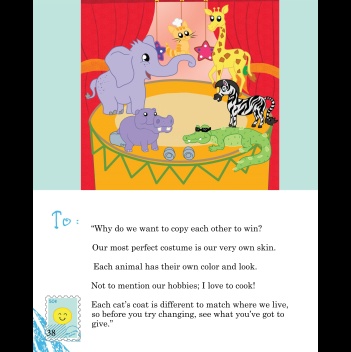 To:
“Why do we want to copy each other to win?
Our most perfect costume is our very own skin.
Each animal has their own color and look.
Not to mention our hobbies; I love to cook!
Each cat's coat is different to match where we live,
so before you try changing, see what you've got to
give.”
38